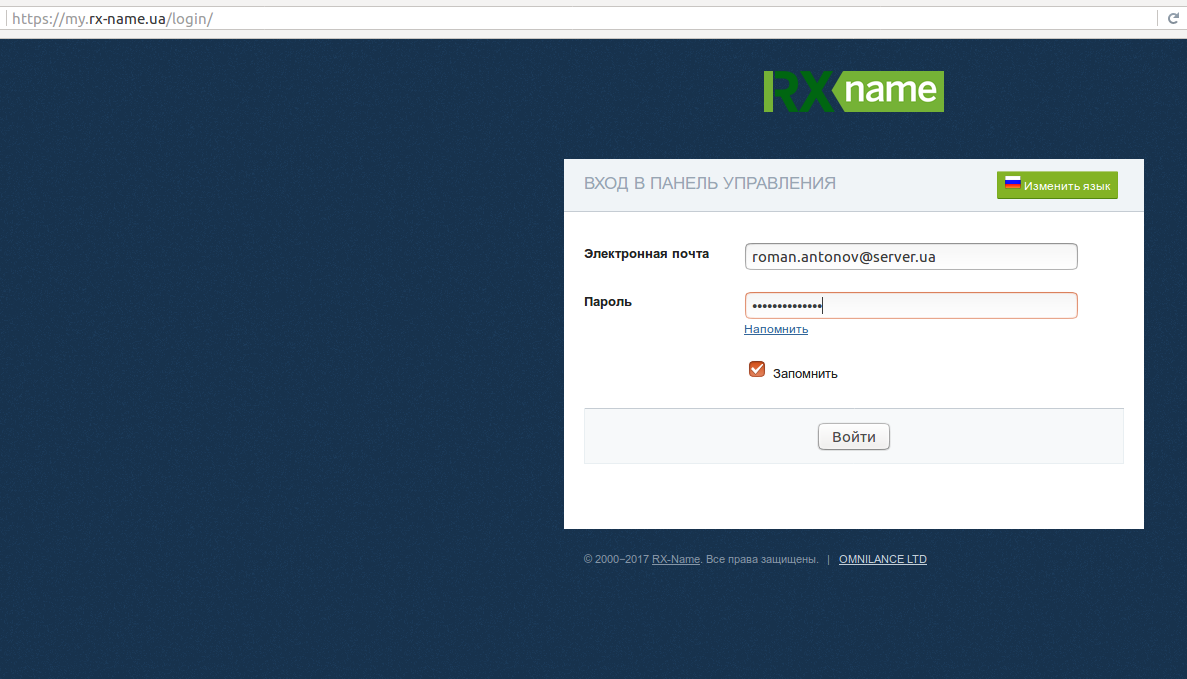 https://my.rx-name.ua/login/
RX name
ВХОД В ПАНЕЛЬ УПРАВЛЕНИЯ
Изменить язык
Электронная почта
roman.antonov@server.ua
Пароль
••••••••••••••
Напомнить
Запомнить
Войти
© 2000–2017 RX-Name. Все права защищены. | OMNILANCE LTD